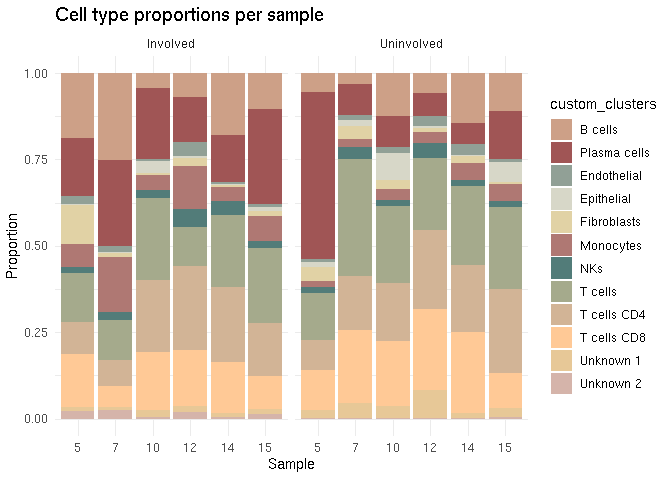 Cell type proportions per sample
Involved
Uninvolved
1.00
0.75
0.50
0.25
0.00
Proportion
5 7 10 12 14 15
5 7 10 12 14 15
Sample
custom_clusters
B cells
Plasma cells
Endothelial
Epithelial
Fibroblasts
Monocytes
NKs
T cells
T cells CD4
T cells CD8
Unknown 1
Unknown 2